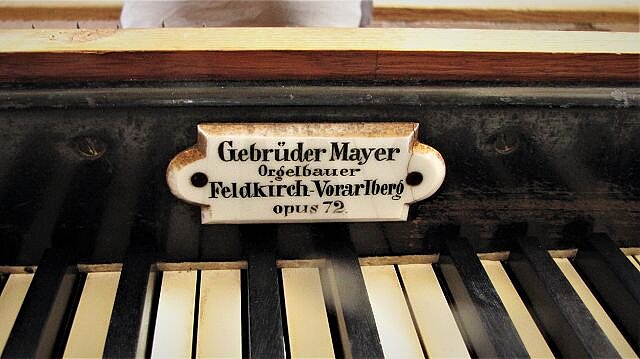 Gebrüder Mayer
Orgelbauer
Feldkirch-Vorarlberg
opus 72.